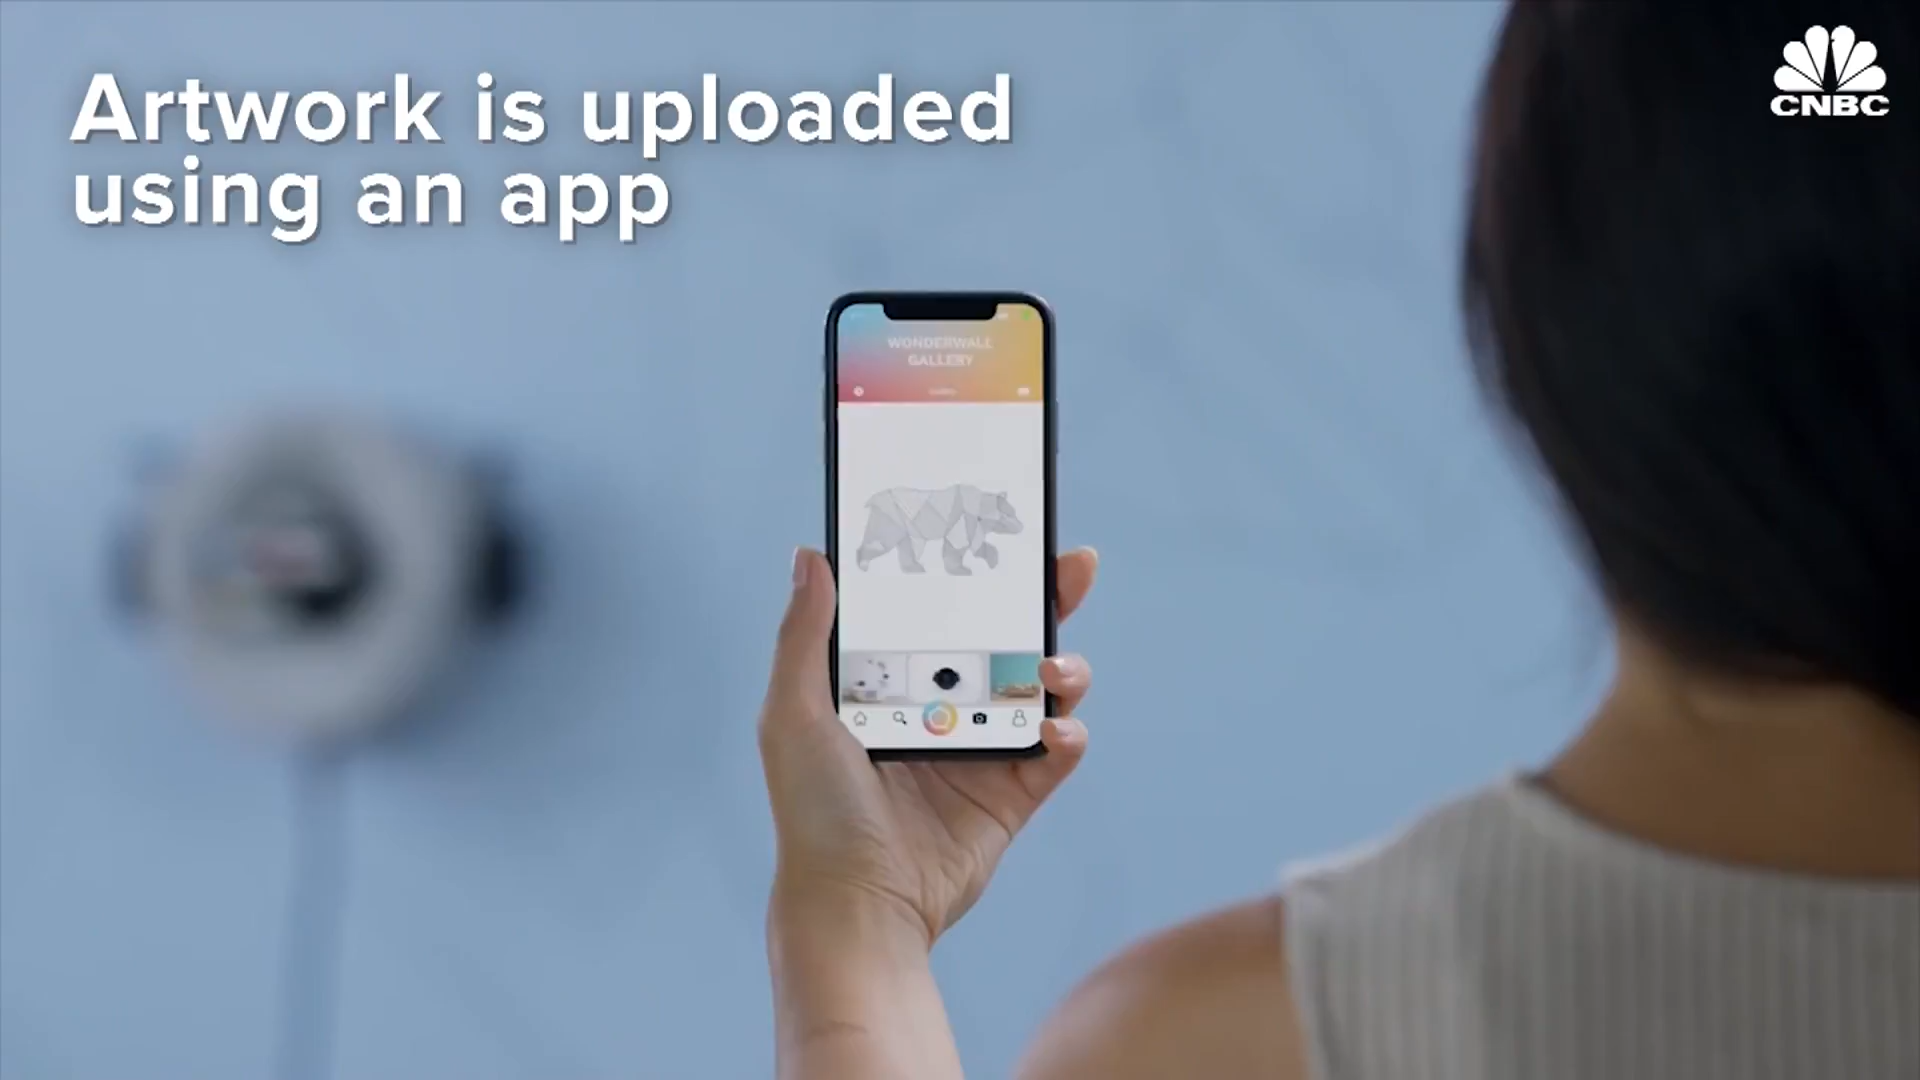 Artwork is uploaded
using an app
CNBC
WONDERWALL
GALLERY